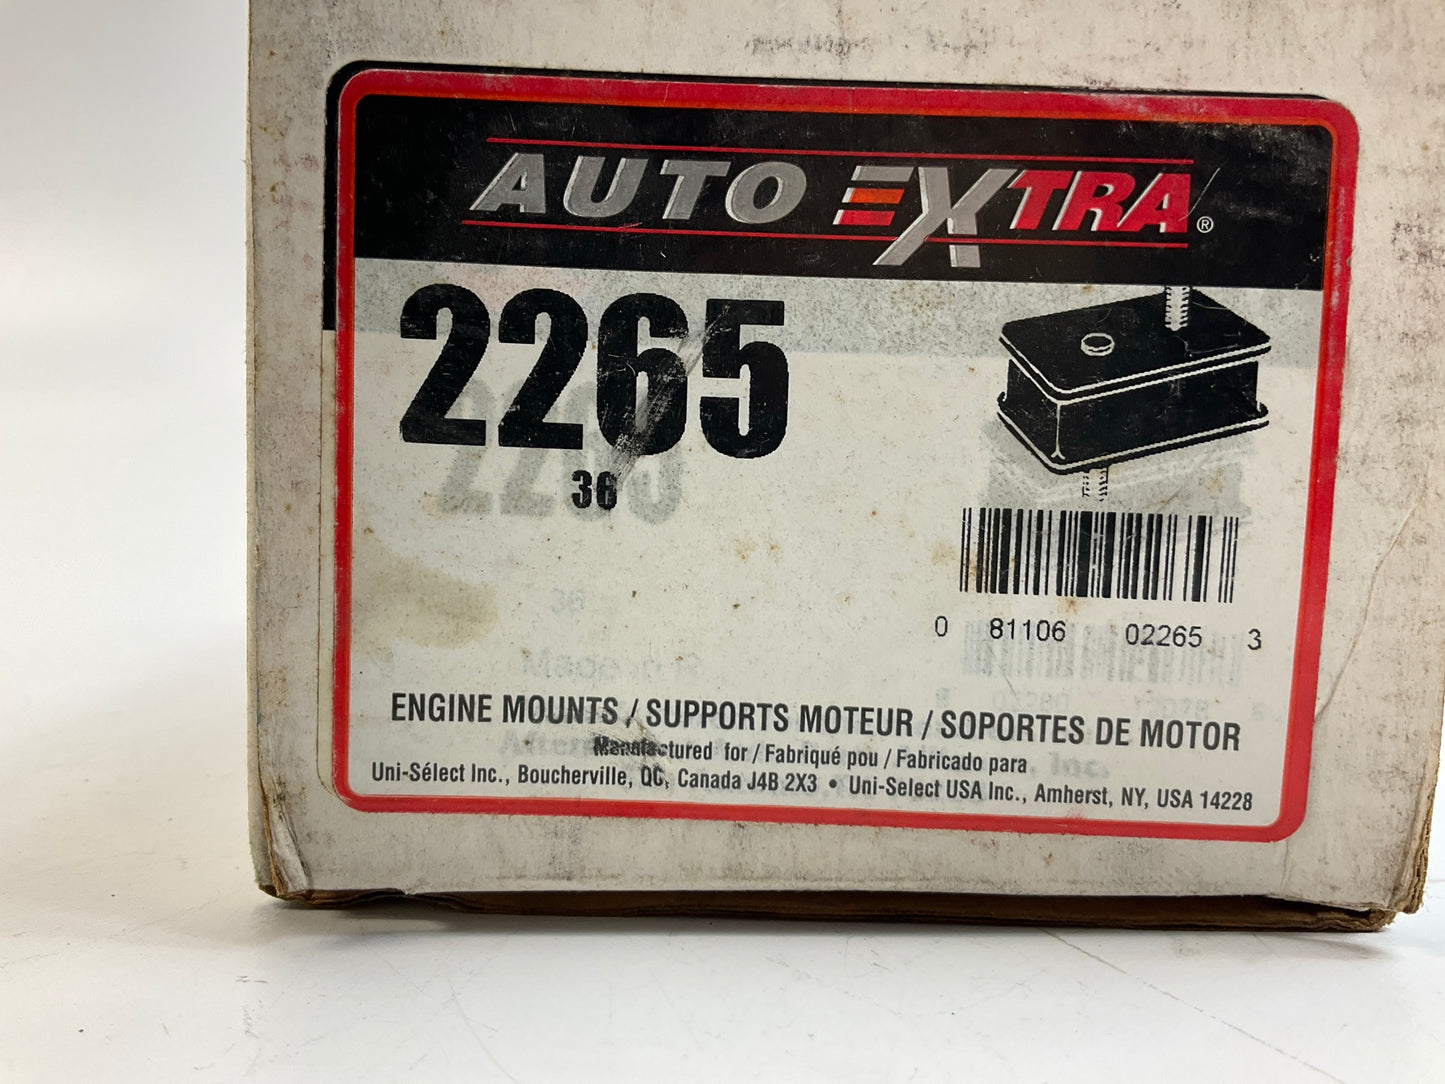 AUTO EXTRA®
2265
36
0 81106 02265 3
ENGINE MOUNTS / SUPPORTS MOTEUR / SOPORTES DE MOTOR
Manufactured for / Fabriqué pou / Fabricado para
Uni-Sélect Inc., Boucherville, QC, Canada J4B 2X3 • Uni-Select USA Inc., Amherst, NY, USA 14228